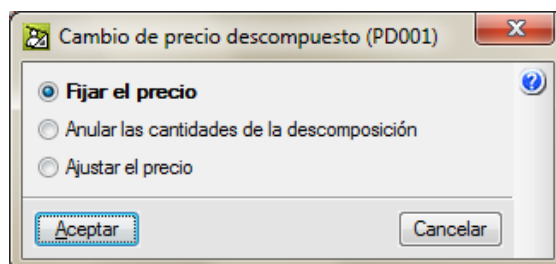 Cambio de precio descompuesto (PD001)
Fijar el precio
Anular las cantidades de la descomposición
Ajustar el precio
Aceptar Cancelar